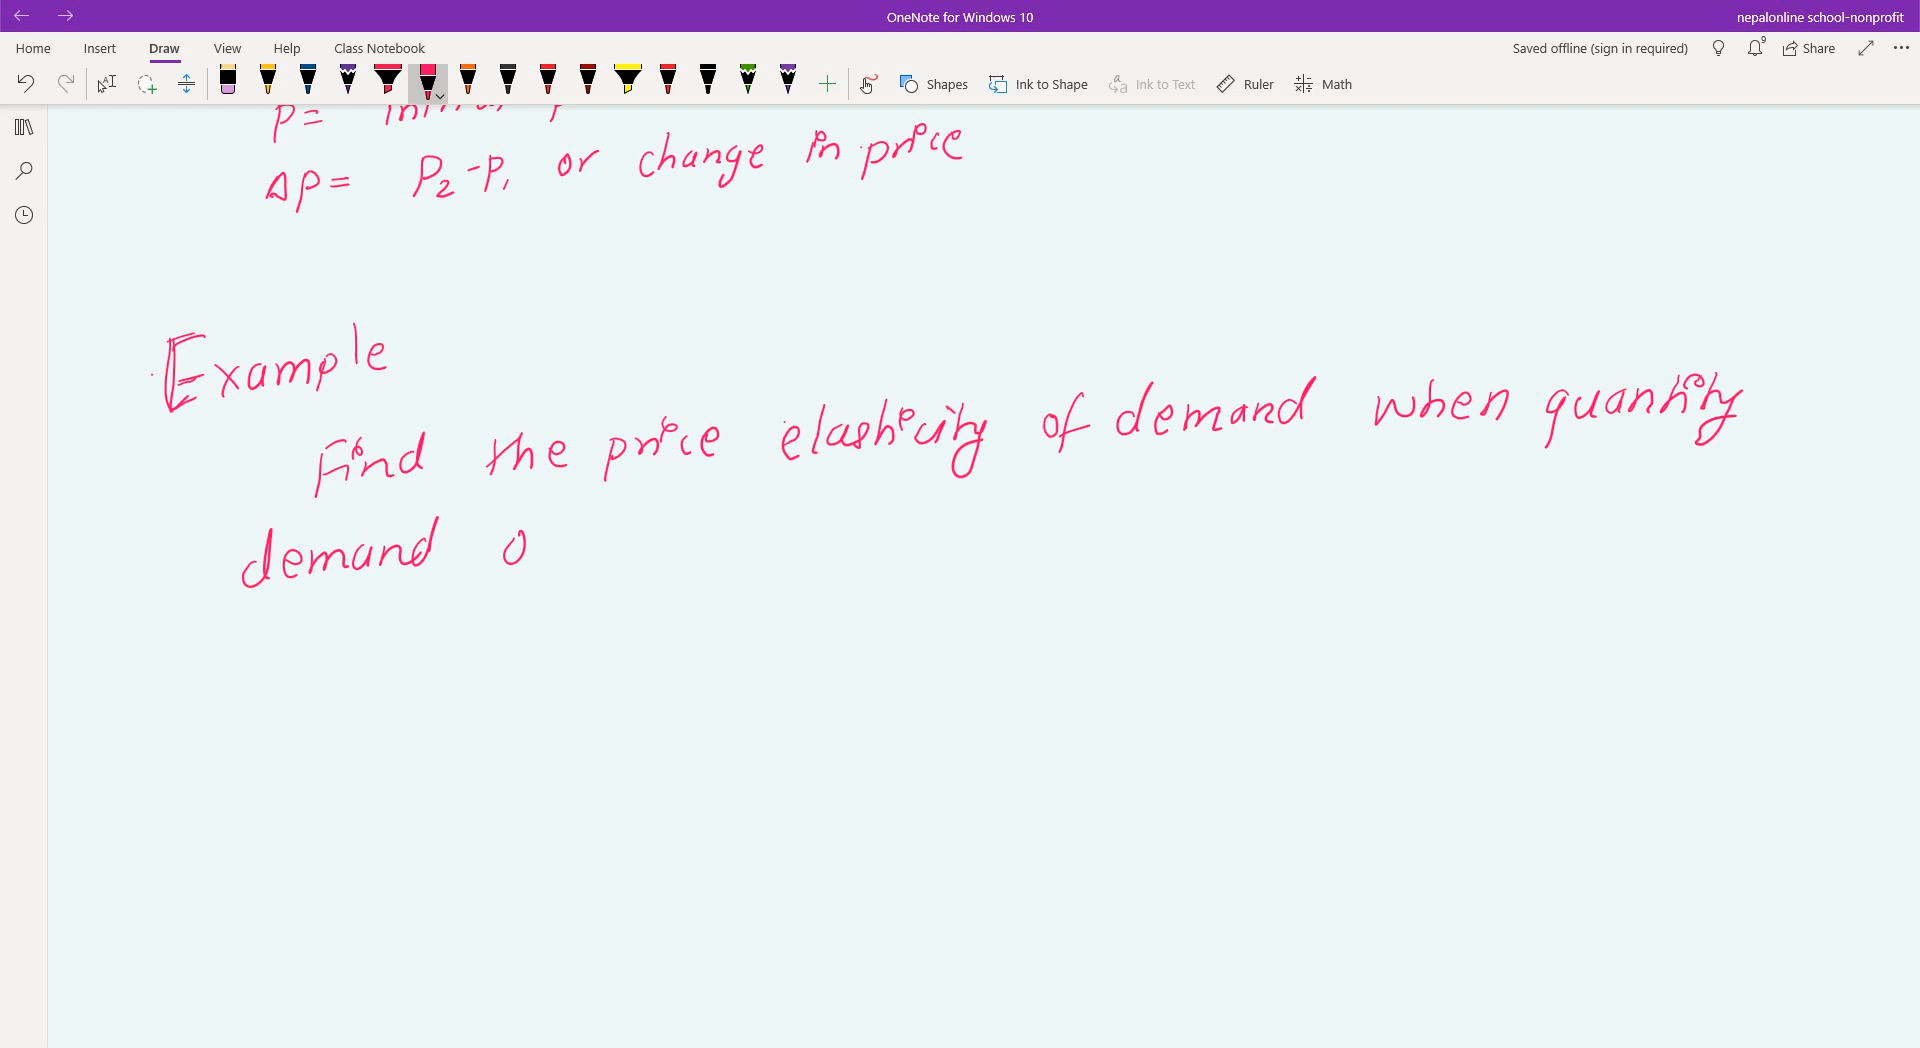 OneNote for Windows 10
nepalonline school-nonprofit
Home Insert Draw View Help Class Notebook
Saved offline (sign in required) 9 Share
Shapes Ink to Shape Ink to Text Ruler Math
P=
ΔP= P2-P1 or change in price
Example
Find the price elasticity of demand when quantity
demand o